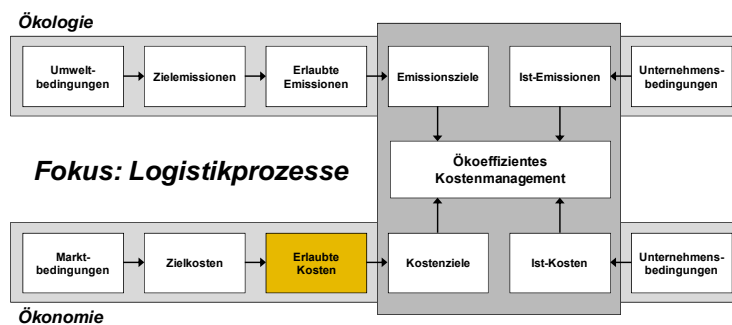 Ökologie
Umwelt-
bedingungen
Zielemissionen
Erlaubte
Emissionen
Emissionsziele
Ist-Emissionen
Unternehmens-
bedingungen
Fokus: Logistikprozesse
Ökoeffizientes
Kostenmanagement
Markt-
bedingungen
Zielkosten
Erlaubte
Kosten
Kostenziele
Ist-Kosten
Unternehmens-
bedingungen
Ökonomie